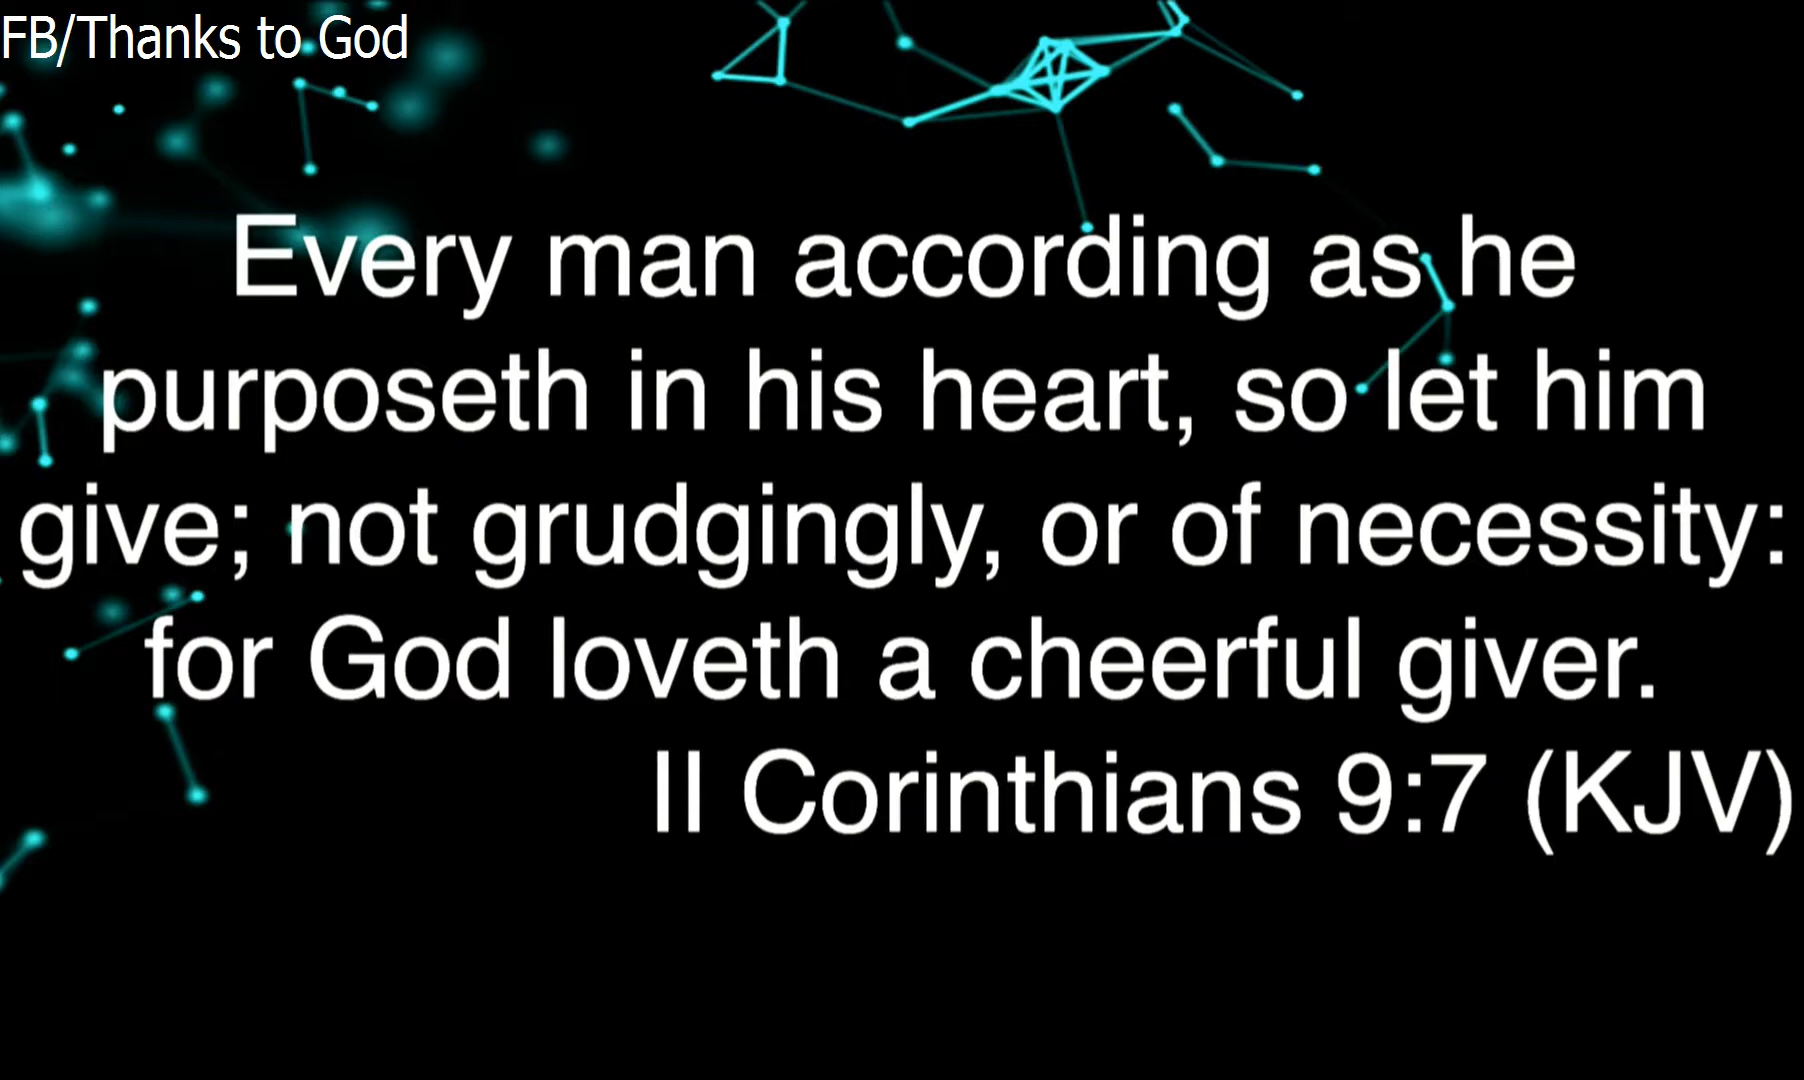 FB/Thanks to God
Every man according as he
purposeth in his heart, so let him
give; not grudgingly, or of necessity:
for God loveth a cheerful giver.
II Corinthians 9:7 (KJV)